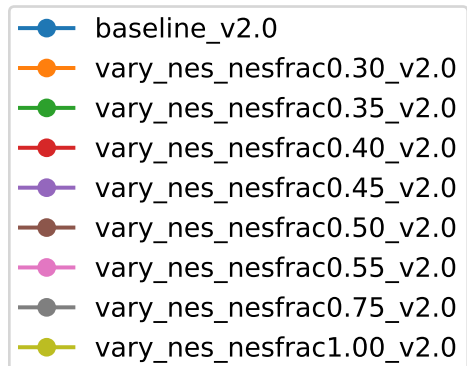 baseline_v2.0
vary_nes_nesfrac0.30_v2.0
vary_nes_nesfrac0.35_v2.0
vary_nes_nesfrac0.40_v2.0
vary_nes_nesfrac0.45_v2.0
vary_nes_nesfrac0.50_v2.0
vary_nes_nesfrac0.55_v2.0
vary_nes_nesfrac0.75_v2.0
vary_nes_nesfrac1.00_v2.0